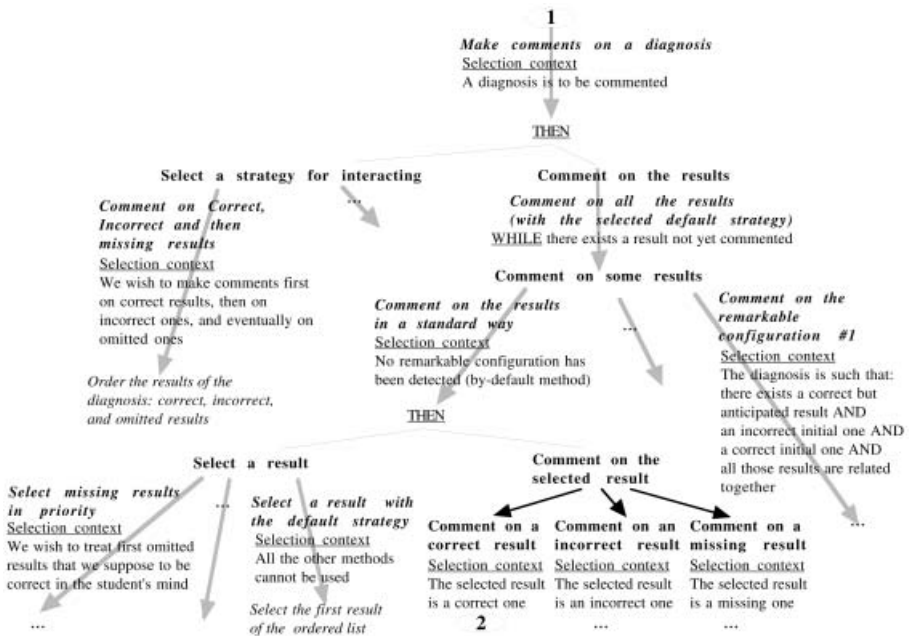 1
Make comments on a diagnosis
Selection context
A diagnosis is to be commented
THEN
Select a strategy for interacting
...
Comment on Correct,
Incorrect and then
missing results
Selection context
We wish to make comments first
on correct results, then on
incorrect ones, and eventually on
omitted ones
Order the results of the
diagnosis: correct, incorrect,
and omitted results
Comment on the results
Comment on all the results
(with the selected default strategy)
WHILE there exists a result not yet commented
Comment on some results
Comment on the results
in a standard way
Selection context
No remarkable configuration has
been detected (by-default method)
...
Comment on the
remarkable
configuration #1
Selection context
The diagnosis is such that:
there exists a correct but
anticipated result AND
an incorrect initial one AND
a correct initial one AND
all those results are related
together
...
THEN
Select a result
Select missing results
in priority
Selection context
We wish to treat first omitted
results that we suppose to be
correct in the student's mind
...
...
...
Select a result with
the default strategy
Selection context
All the other methods
cannot be used
Select the first result
of the ordered list
Comment on the
selected result
Comment on a
correct result
Selection context
The selected result
is a correct one
2
Comment on an
incorrect result
Selection context
The selected result
is an incorrect one
...
Comment on a
missing result
Selection context
The selected result
is a missing one
...